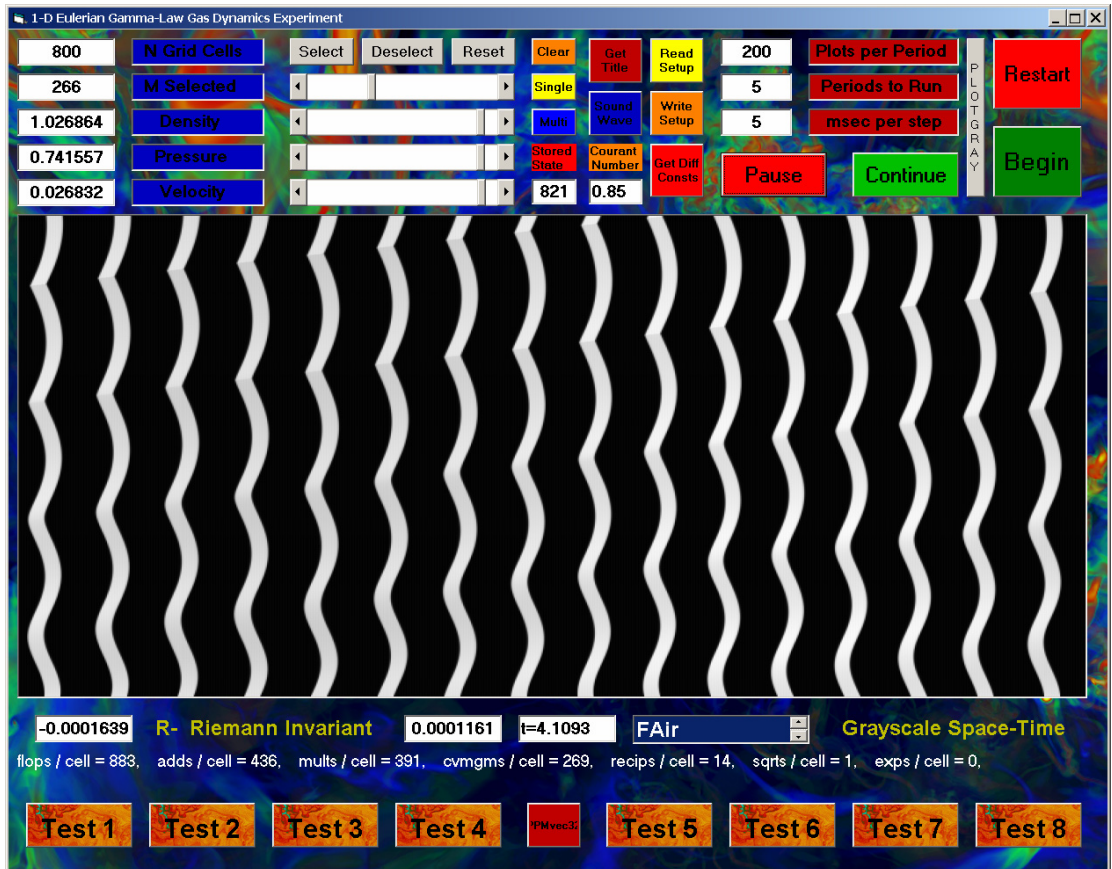 1-D Eulerian Gamma-Law Gas Dynamics Experiment
800 N Grid Cells Select Deselect Reset Clear Get Title Read Setup 200 Plots per Period PLOTGRAY Restart
266 M Selected Single Sound Wave Write Setup 5 Periods to Run
1.026864 Density Multi 5 msec per step
0.741557 Pressure Stored State Courant Number Get Diff Consts Pause Continue Begin
0.026832 Velocity 821 0.85
-0.0001639 R- Riemann Invariant 0.0001161 t=4.1093 FAir Grayscale Space-Time
flops / cell = 883, adds / cell = 436, mults / cell = 391, cvmgms / cell = 269, recips / cell = 14, sqrts / cell = 1, exps / cell = 0,
Test 1 Test 2 Test 3 Test 4 Test 5 Test 6 Test 7 Test 8